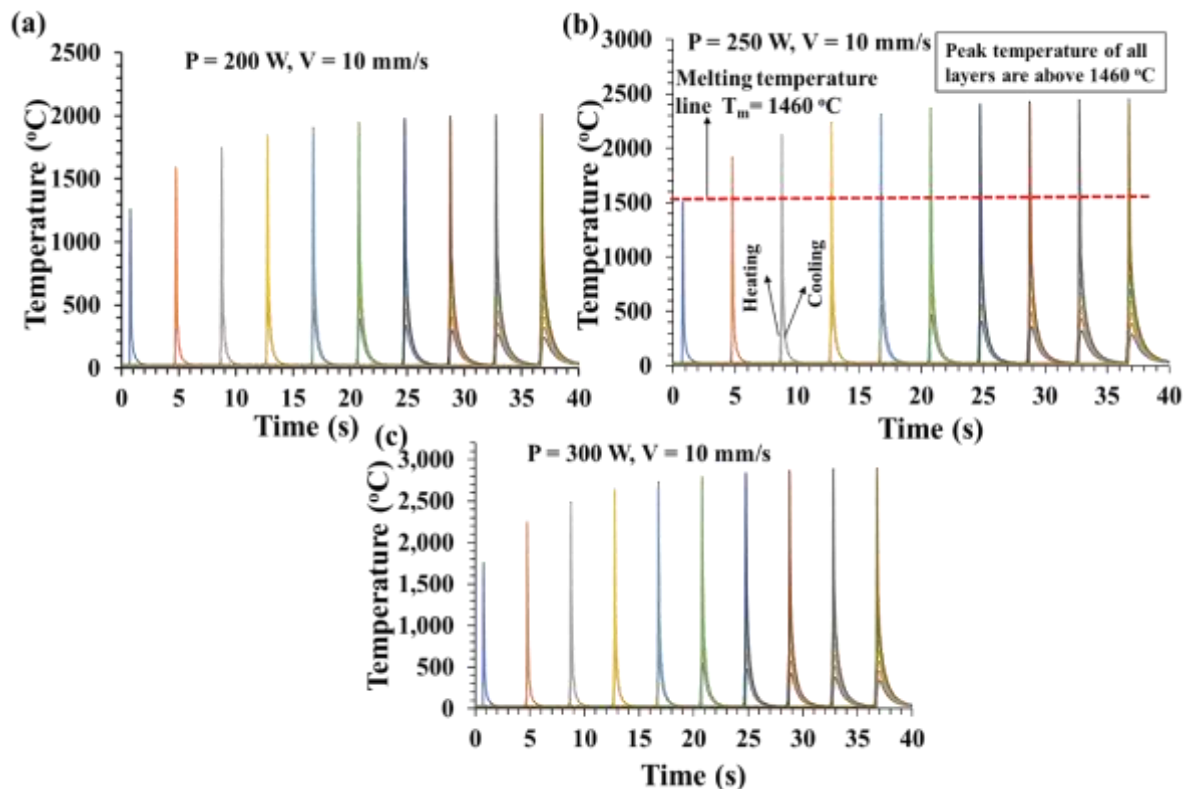 (a)
P = 200 W, V = 10 mm/s
2500
2000
1500
1000
500
0
Temperature (°C)
0 5 10 15 20 25 30 35 40
Time (s)
(b)
P = 250 W, V = 10 mm/s
Peak temperature of all
layers are above 1460 °C
Melting temperature
line Tm = 1460 °C
3000
2500
2000
1500
1000
500
0
Temperature (°C)
Heating
Cooling
0 5 10 15 20 25 30 35 40
Time (s)
(c)
P = 300 W, V = 10 mm/s
3,000
2,500
2,000
1,500
1,000
500
0
Temperature (°C)
0 5 10 15 20 25 30 35 40
Time (s)